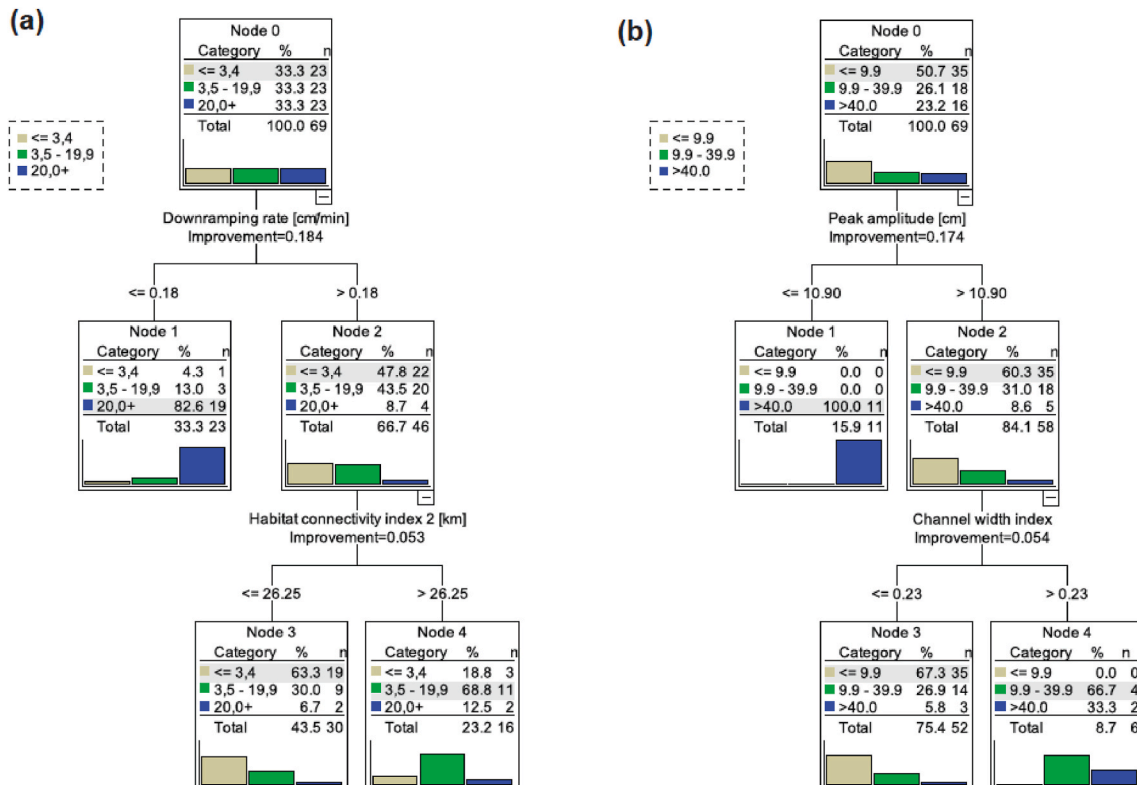 (a)
Node 0
Category % n
<= 3,4 33.3 23
3,5 - 19,9 33.3 23
20,0+ 33.3 23
Total 100.0 69
<= 3,4
3,5 - 19,9
20,0+
Downramping rate [cm/min]
Improvement=0.184
<= 0.18
> 0.18
Node 1
Category % n
<= 3,4 4.3 1
3,5 - 19,9 13.0 3
20,0+ 82.6 19
Total 33.3 23
Node 2
Category % n
<= 3,4 47.8 22
3,5 - 19,9 43.5 20
20,0+ 8.7 4
Total 66.7 46
Habitat connectivity index 2 [km]
Improvement=0.053
<= 26.25
> 26.25
Node 3
Category % n
<= 3,4 63.3 19
3,5 - 19,9 30.0 9
20,0+ 6.7 2
Total 43.5 30
Node 4
Category % n
<= 3,4 18.8 3
3,5 - 19,9 68.8 11
20,0+ 12.5 2
Total 23.2 16
(b)
Node 0
Category % n
<= 9.9 50.7 35
9.9 - 39.9 26.1 18
>40.0 23.2 16
Total 100.0 69
<= 9.9
9.9 - 39.9
>40.0
Peak amplitude [cm]
Improvement=0.174
<= 10.90
> 10.90
Node 1
Category % n
<= 9.9 0.0 0
9.9 - 39.9 0.0 0
>40.0 100.0 11
Total 15.9 11
Node 2
Category % n
<= 9.9 60.3 35
9.9 - 39.9 31.0 18
>40.0 8.6 5
Total 84.1 58
Channel width index
Improvement=0.054
<= 0.23
> 0.23
Node 3
Category % n
<= 9.9 67.3 35
9.9 - 39.9 26.9 14
>40.0 5.8 3
Total 75.4 52
Node 4
Category % n
<= 9.9 0.0 0
9.9 - 39.9 66.7 4
>40.0 33.3 2
Total 8.7 6